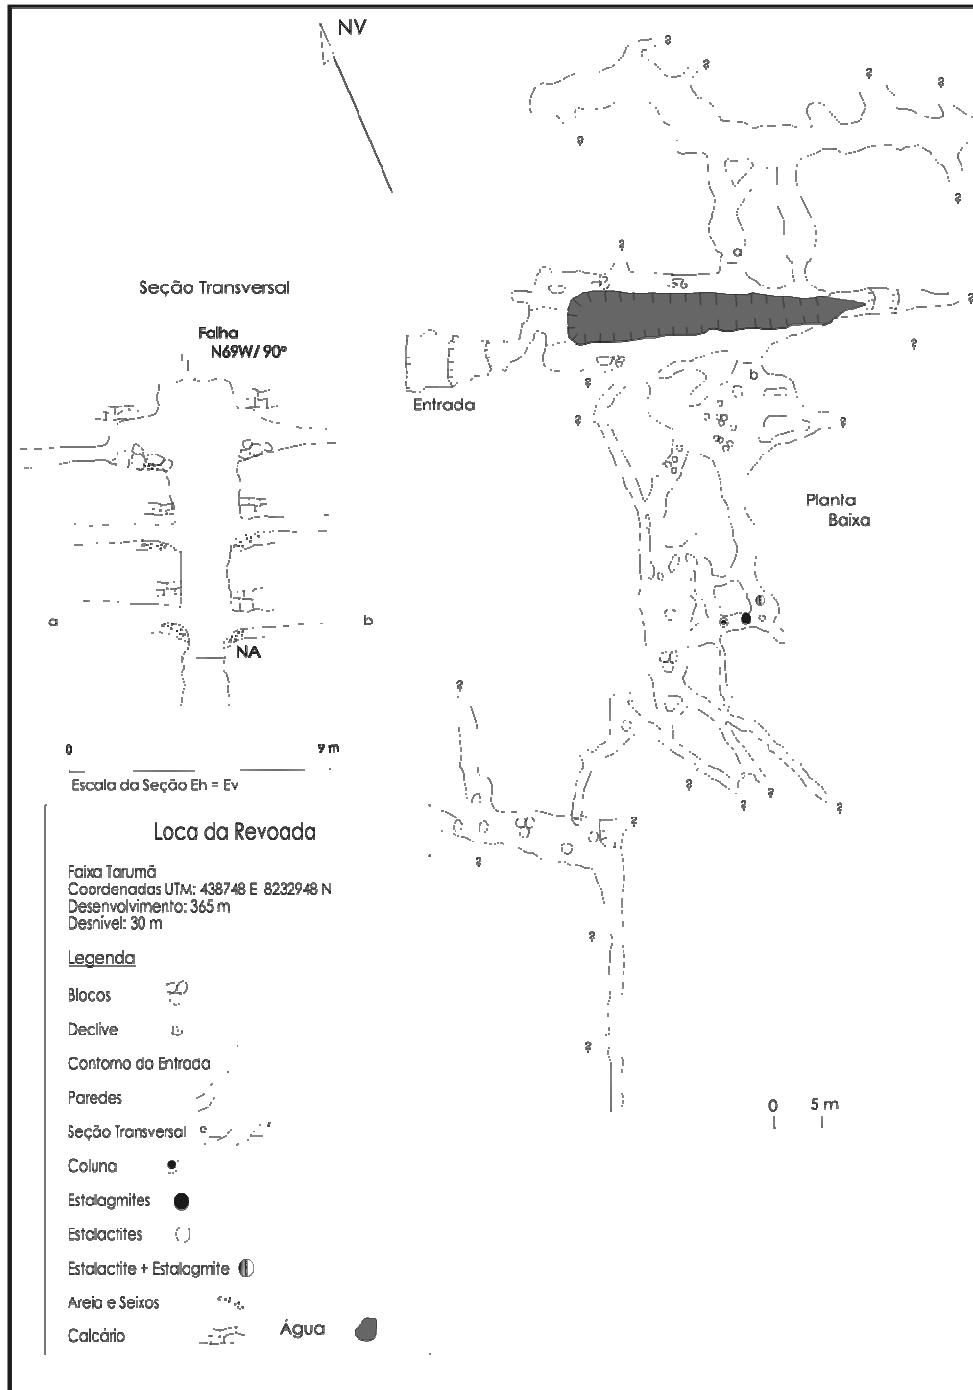 NV
Seção Transversal
Falha
N69W/ 90º
a
b
NA
0 9 m
Escala da Seção Eh = Ev
a
Entrada
b
Planta
Baixa
0 5 m
Loca da Revoada
Faixa Tarumã
Coordenadas UTM: 438748 E 8232948 N
Desenvolvimento: 365 m
Desnível: 30 m
Legenda
Blocos
Declive
Contorno da Entrada
Paredes
Seção Transversal
Coluna
Estalagmites
Estalactites
Estalactite + Estalagmite
Areia e Seixos
Calcário
Água